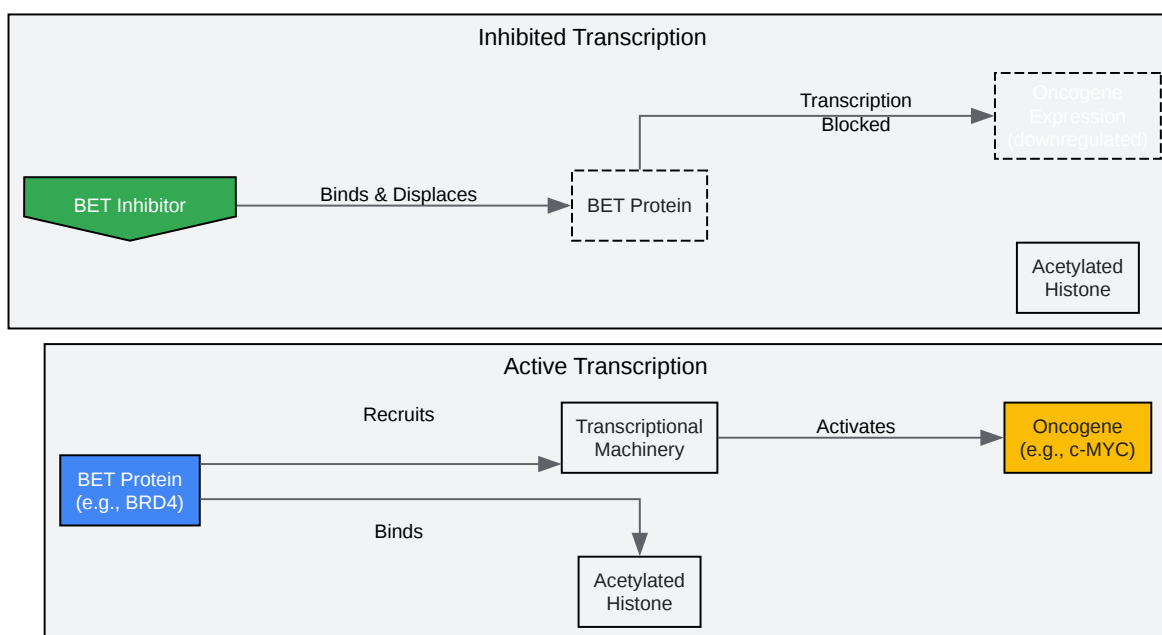 Inhibited Transcription
Oncogene
Expression
(downregulated)
Transcription
Blocked
BET Inhibitor
Binds & Displaces
BET Protein
Acetylated
Histone
Active Transcription
Recruits
Transcriptional
Machinery
Activates
Oncogene
(e.g., c-MYC)
BET Protein
(e.g., BRD4)
Binds
Acetylated
Histone